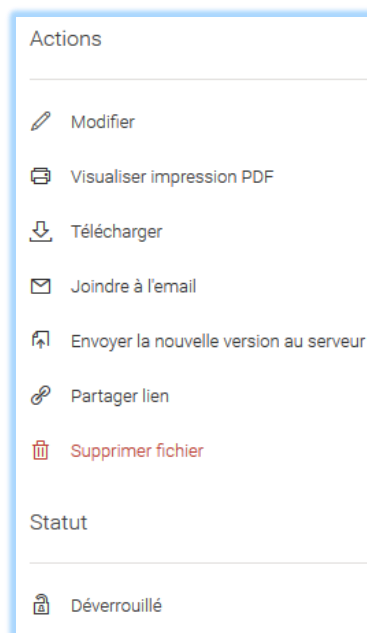 Actions
Modifier
Visualiser impression PDF
Télécharger
Joindre à l'email
Envoyer la nouvelle version au serveur
Partager lien
Supprimer fichier
Statut
Déverrouillé